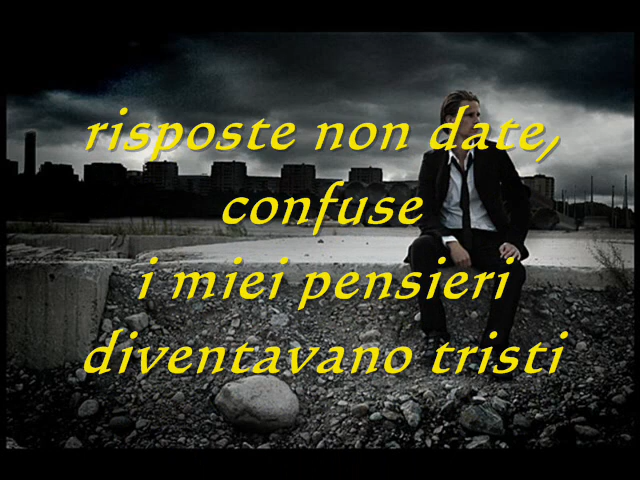 risposte non date,
confuse
i miei pensieri
diventavano tristi